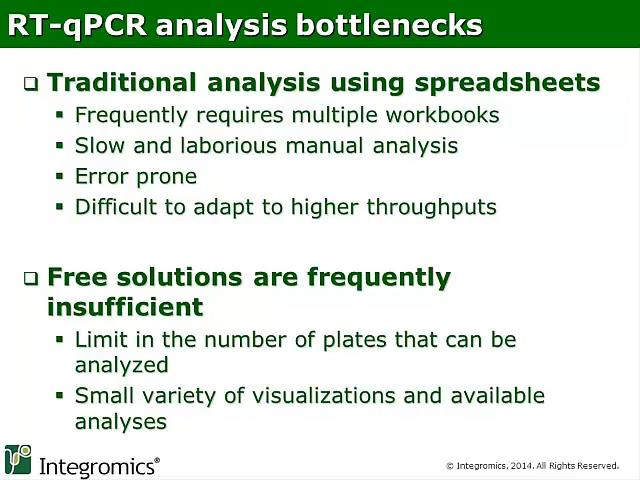 RT-qPCR analysis bottlenecks
Traditional analysis using spreadsheets
Frequently requires multiple workbooks
Slow and laborious manual analysis
Error prone
Difficult to adapt to higher throughputs
Free solutions are frequently
insufficient
Limit in the number of plates that can be
analyzed
Small variety of visualizations and available
analyses
Integromics®
© Integromics, 2014. All Rights Reserved.